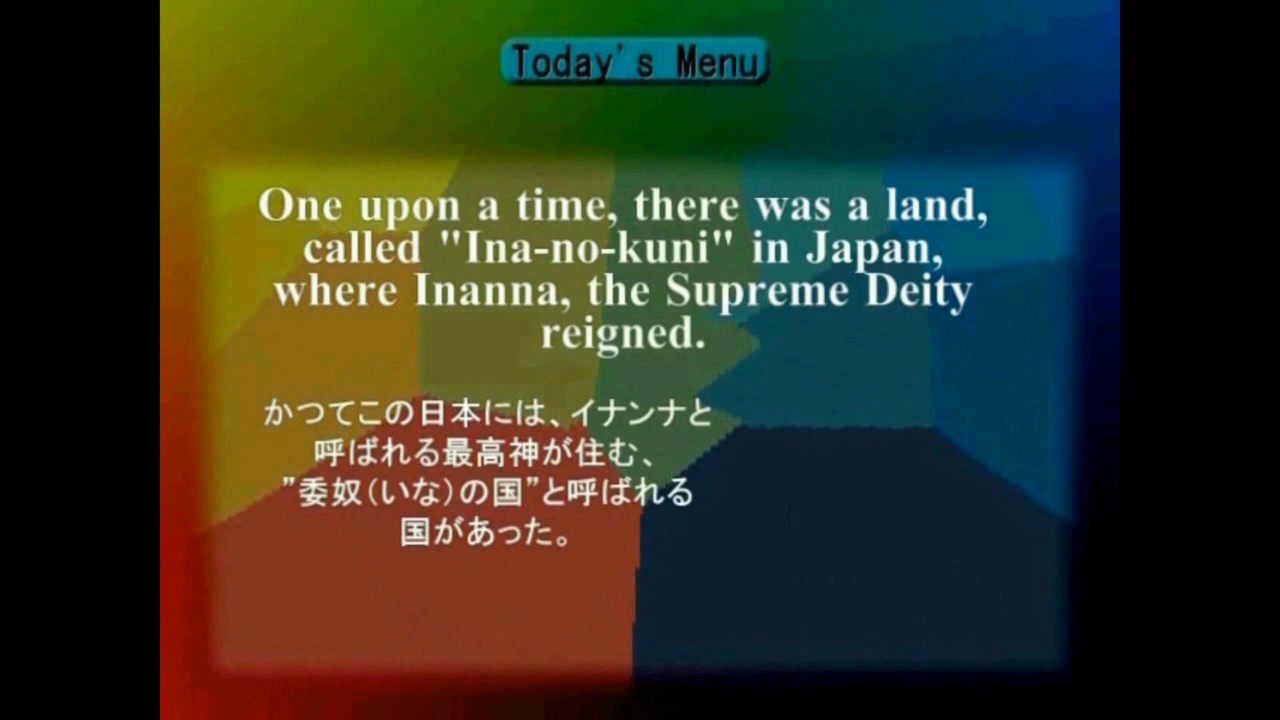 Today's Menu
One upon a time, there was a land,
called "Ina-no-kuni" in Japan,
where Inanna, the Supreme Deity
reigned.
かつてこの日本には、イナンナと
呼ばれる最高神が住む、
”委奴（いな）の国”と呼ばれる
国があった。